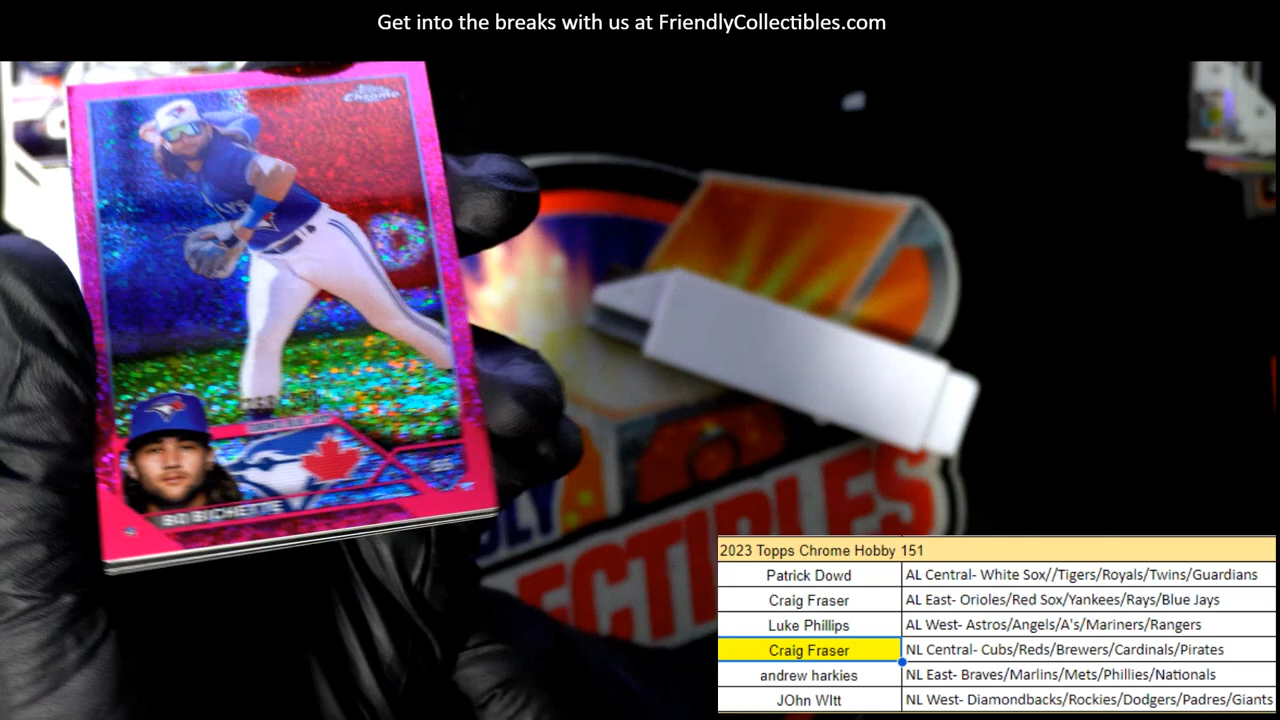 Get into the breaks with us at FriendlyCollectibles.com
Topps
Chrome
BO BICHETTE
SS
ECTIBLES
2023 Topps Chrome Hobby 151
Patrick Dowd AL Central- White Sox//Tigers/Royals/Twins/Guardians
Craig Fraser AL East- Orioles/Red Sox/Yankees/Rays/Blue Jays
Luke Phillips AL West- Astros/Angels/A's/Mariners/Rangers
Craig Fraser NL Central- Cubs/Reds/Brewers/Cardinals/Pirates
andrew harkies NL East- Braves/Marlins/Mets/Phillies/Nationals
JOhn WItt NL West- Diamondbacks/Rockies/Dodgers/Padres/Giants